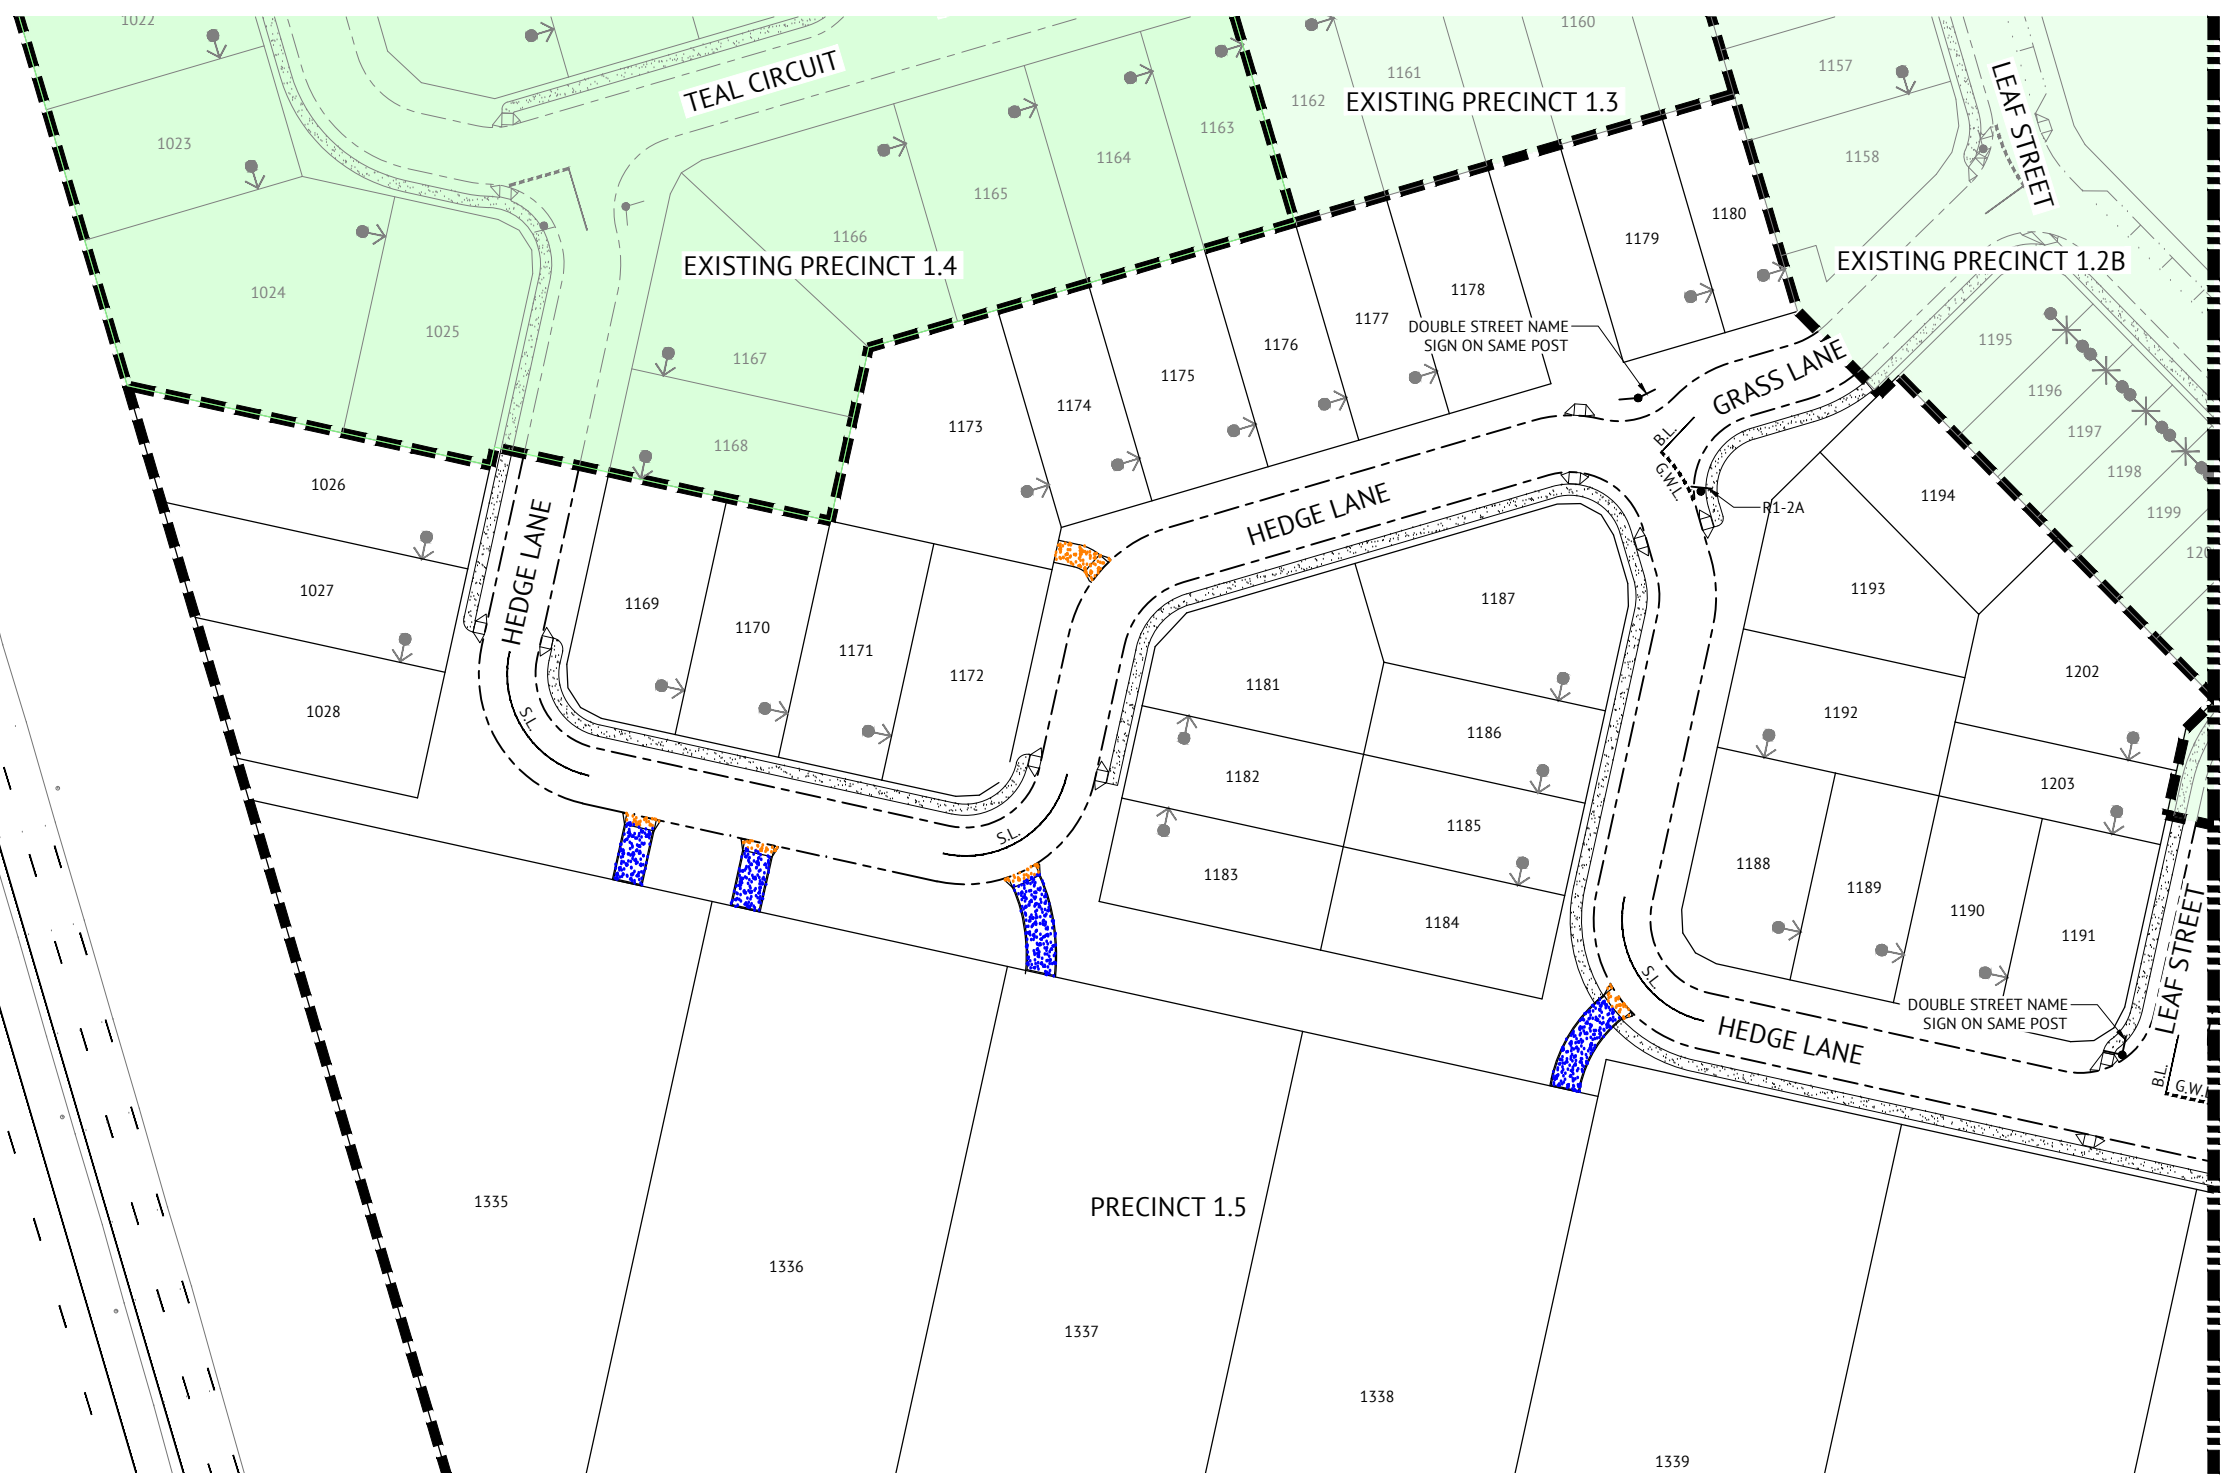 1022
1160
TEAL CIRCUIT
1157
LEAF STREET
1161
1162
EXISTING PRECINCT 1.3
1163
1023
1158
1164
1165
1180
1166
1179
EXISTING PRECINCT 1.4
EXISTING PRECINCT 1.2B
1024
1178
1177
1025
DOUBLE STREET NAME
SIGN ON SAME POST
1176
1195
1167
1175
GRASS LANE
1196
1174
1173
1168
B.L.
1197
1198
1026
G.W.L.
HEDGE LANE
R1-2A
1194
1199
HEDGE LANE
1027
1169
1170
1187
1193
1171
1172
1202
1181
1028
S.L.
1192
1186
1182
1203
S.L.
1185
1183
1188
1189
1190
1184
1191
LEAF STREET
S.L.
DOUBLE STREET NAME
SIGN ON SAME POST
HEDGE LANE
B.L.
G.W.
1335
PRECINCT 1.5
1336
1337
1338
1339